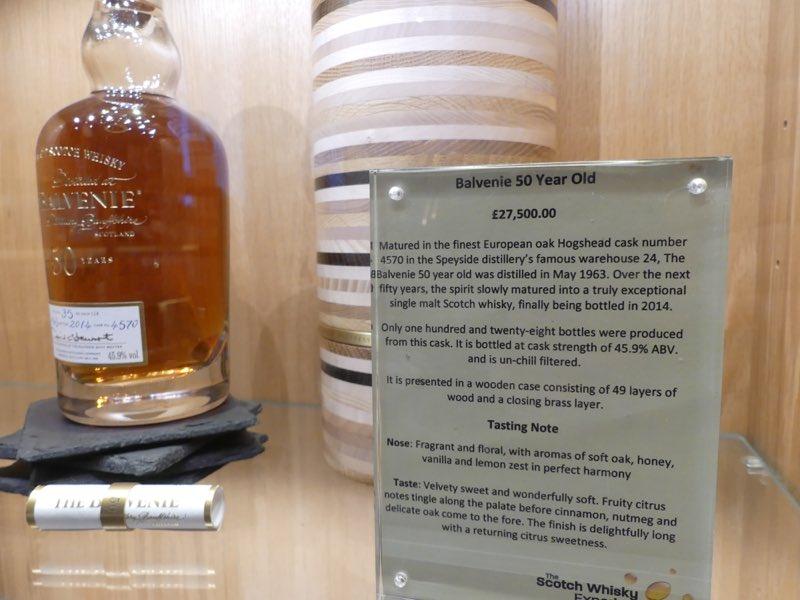 SCOTCH WHISKY
Distilled at
BALVENIE
Banffshire
SCOTLAND
50 YEARS
35
2014 CASK No 4570
45.9% vol
THE BALVENIE
Balvenie 50 Year Old
£27,500.00
Matured in the finest European oak Hogshead cask number
4570 in the Speyside distillery's famous warehouse 24, The
Balvenie 50 year old was distilled in May 1963. Over the next
fifty years, the spirit slowly matured into a truly exceptional
single malt Scotch whisky, finally being bottled in 2014.
Only one hundred and twenty-eight bottles were produced
from this cask. It is bottled at cask strength of 45.9% ABV.
and is un-chill filtered.
It is presented in a wooden case consisting of 49 layers of
wood and a closing brass layer.
Tasting Note
Nose: Fragrant and floral, with aromas of soft oak, honey,
vanilla and lemon zest in perfect harmony
Taste: Velvety sweet and wonderfully soft. Fruity citrus
notes tingle along the palate before cinnamon, nutmeg and
delicate oak come to the fore. The finish is delightfully long
with a returning citrus sweetness.
The
Scotch Whisky